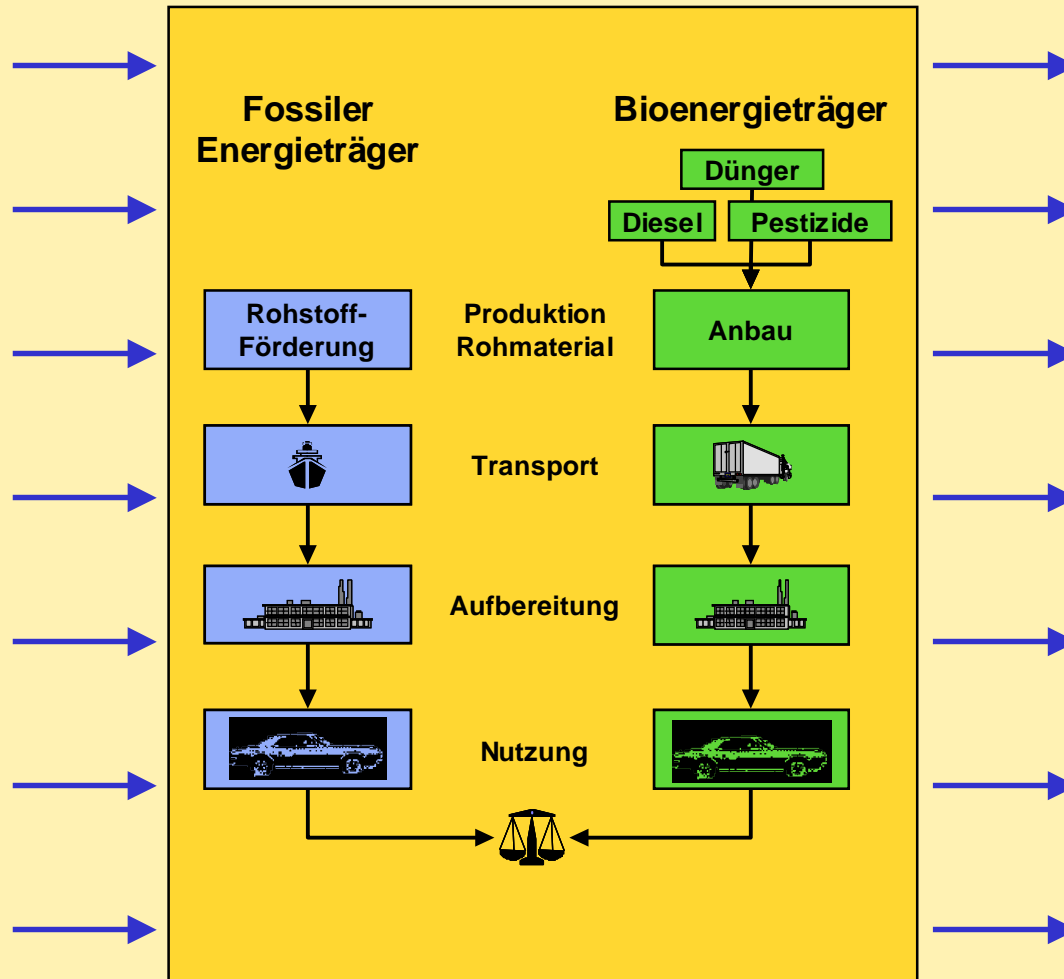 Fossiler
Energieträger
Bioenergieträger
Dünger
Diesel
Pestizide
Rohstoff-
Förderung
Produktion
Rohmaterial
Anbau
Transport
Aufbereitung
Nutzung